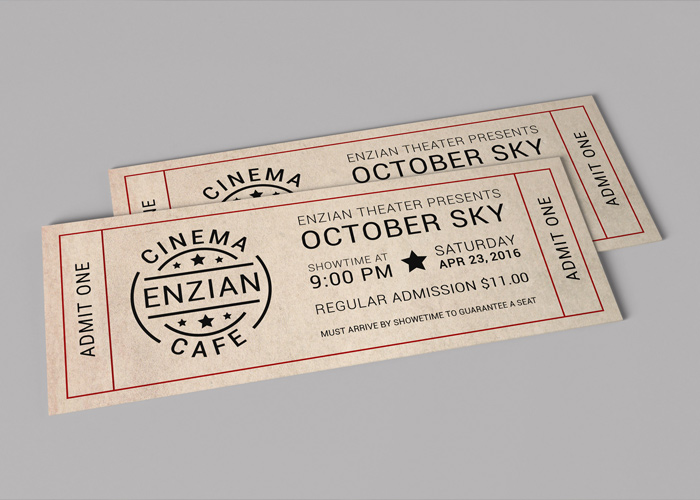 CINEMA
ENZIAN THEATER PRESENTS
OCTOBER SKY
ADMIT ONE
ADMIT ONE
CINEMA
ENZIAN
CAFE
ENZIAN THEATER PRESENTS
OCTOBER SKY
SHOWTIME AT
9:00 PM
SATURDAY
APR 23, 2016
REGULAR ADMISSION $11.00
MUST ARRIVE BY SHOWETIME TO GUARANTEE A SEAT
ADMIT ONE